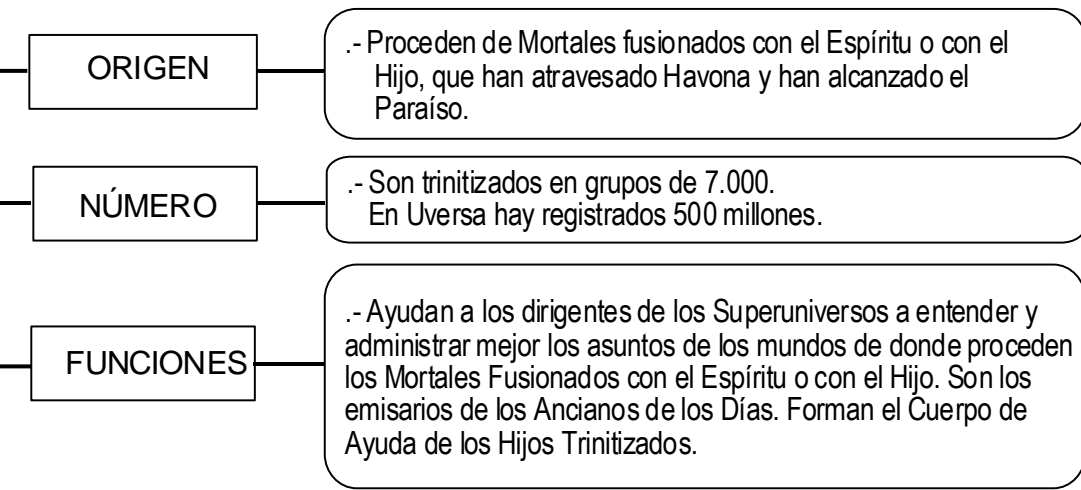 ORIGEN
.- Proceden de Mortales fusionados con el Espíritu o con el
Hijo, que han atravesado Havona y han alcanzado el
Paraíso.
NÚMERO
.- Son trinitizados en grupos de 7.000.
En Uversa hay registrados 500 millones.
FUNCIONES
.- Ayudan a los dirigentes de los Superuniversos a entender y
administrar mejor los asuntos de los mundos de donde proceden
los Mortales Fusionados con el Espíritu o con el Hijo. Son los
emisarios de los Ancianos de los Días. Forman el Cuerpo de
Ayuda de los Hijos Trinitizados.